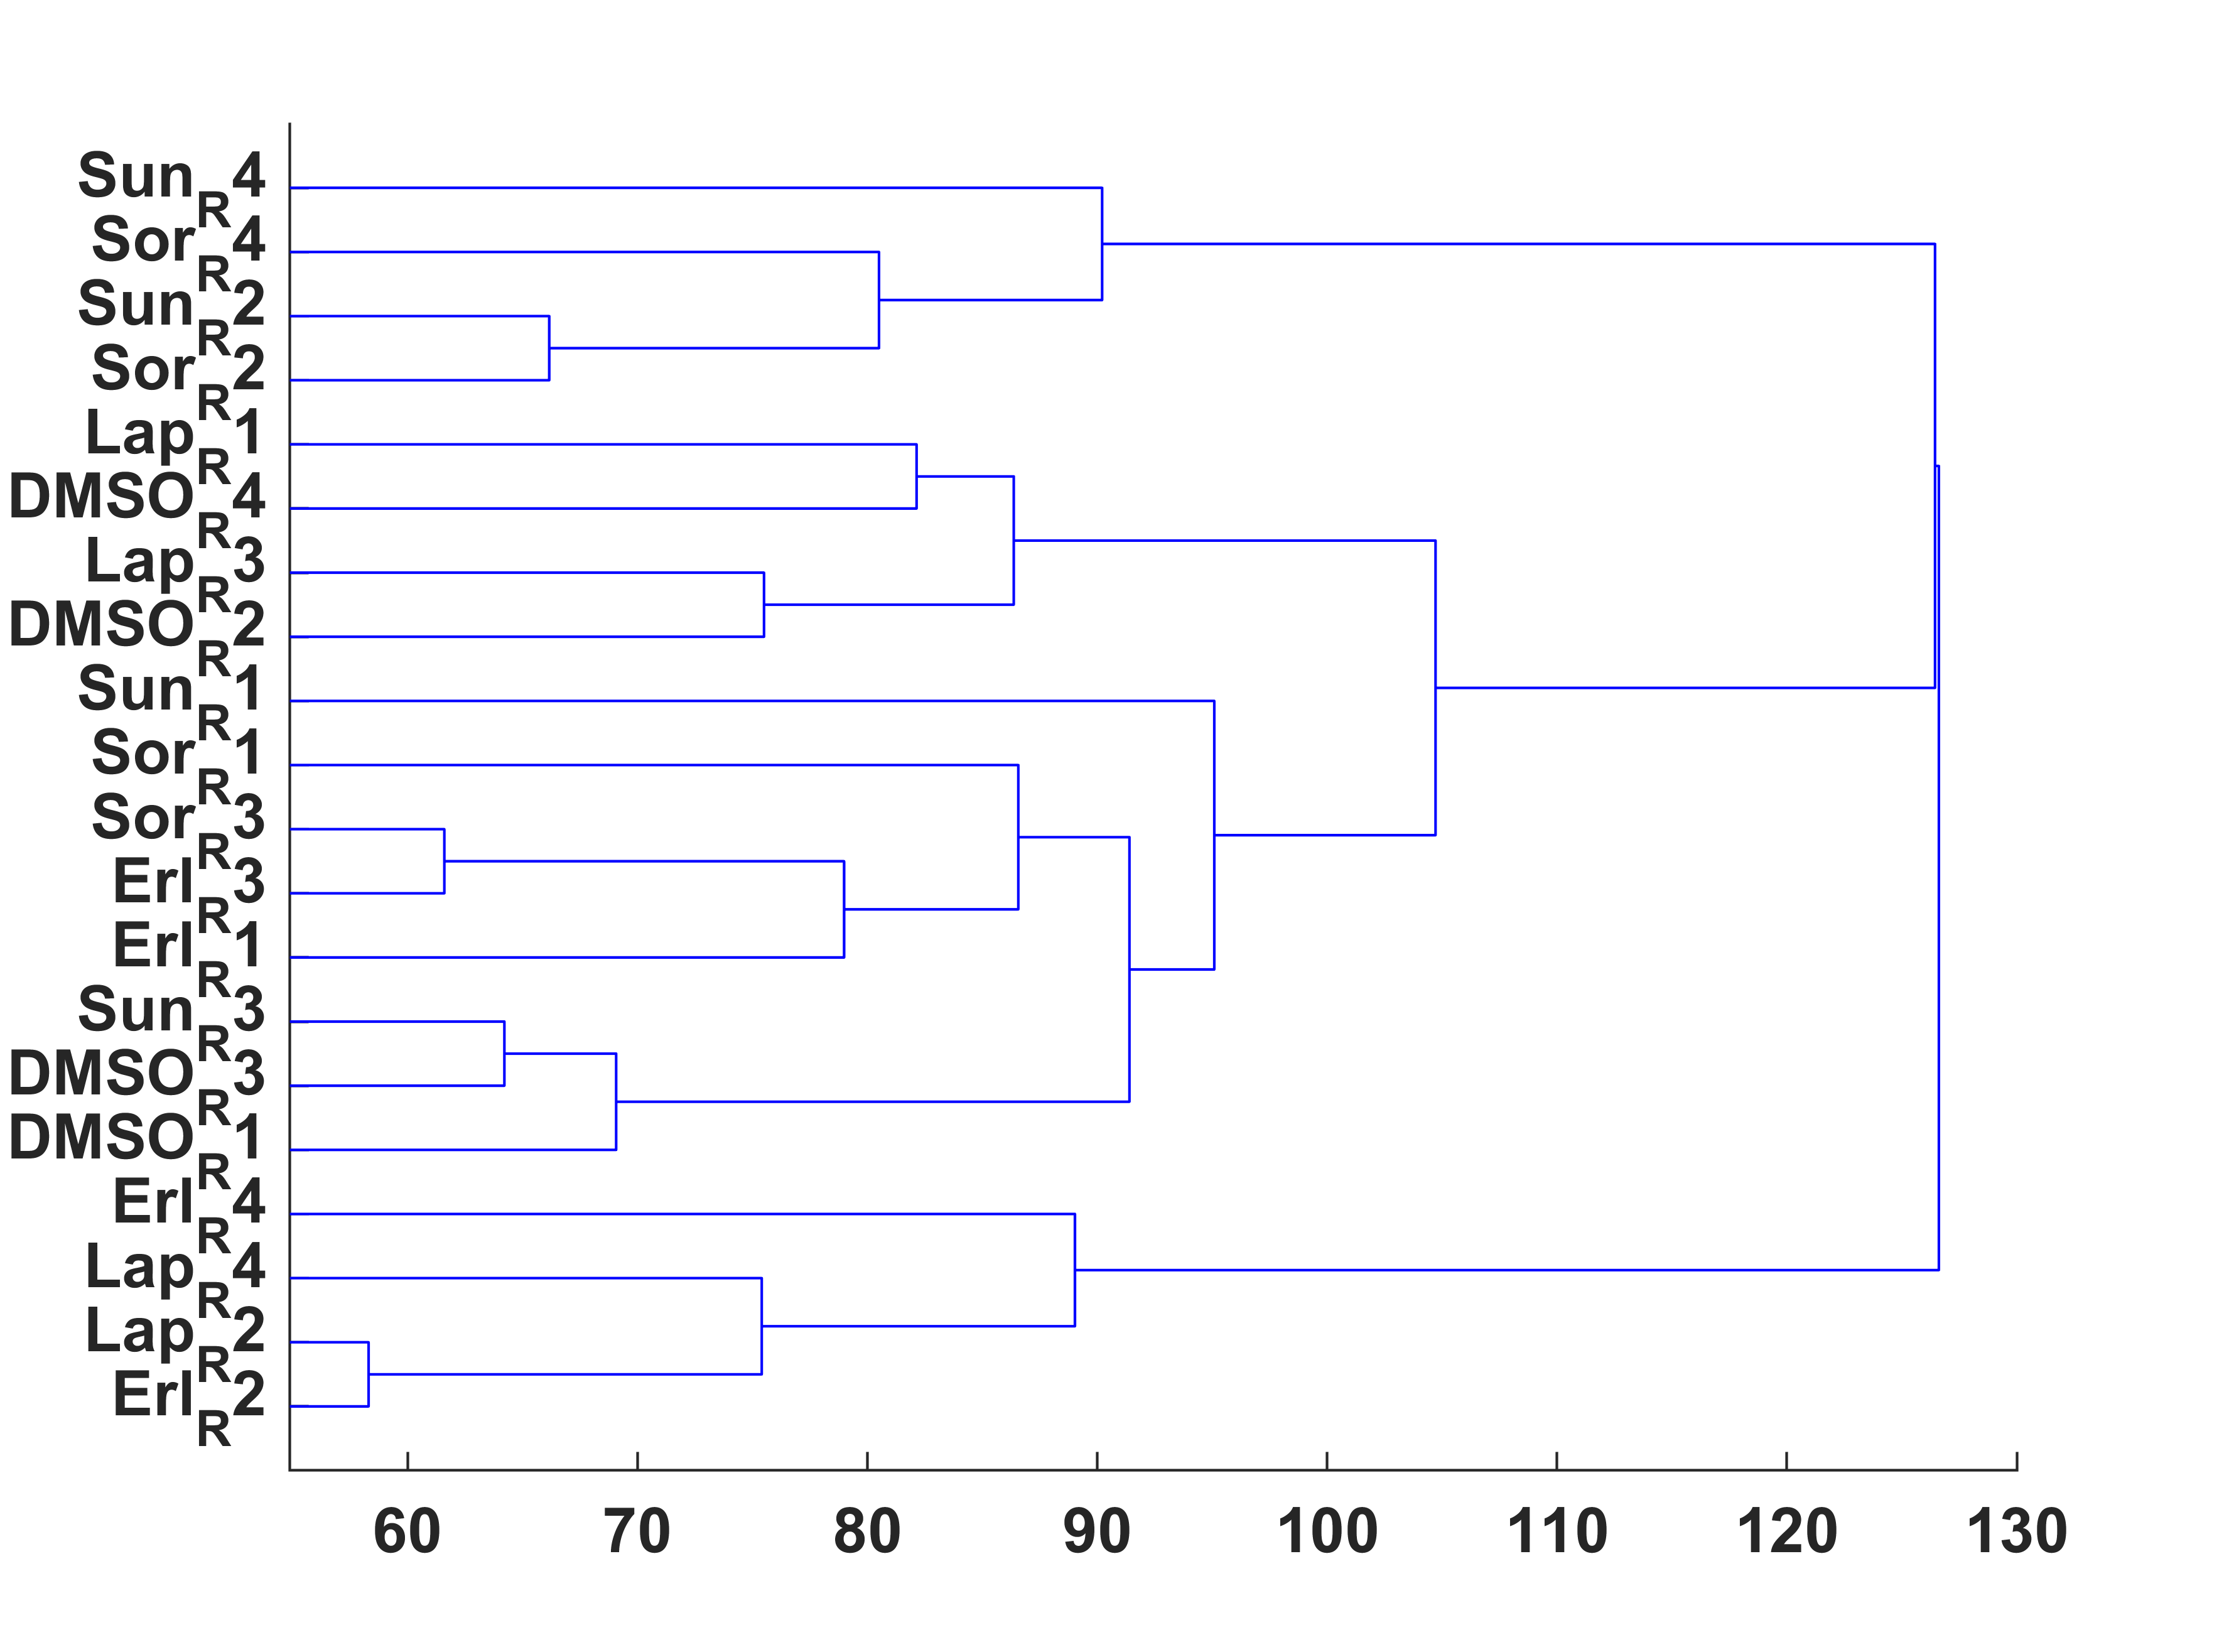 Sun_R4
Sor_R4
Sun_R2
Sor_R2
Lap_R1
DMSO_R4
Lap_R3
DMSO_R2
Sun_R1
Sor_R1
Sor_R3
Erl_R3
Erl_R1
Sun_R3
DMSO_R3
DMSO_R1
Erl_R4
Lap_R4
Lap_R2
Erl_R2
60 70 80 90 100 110 120 130